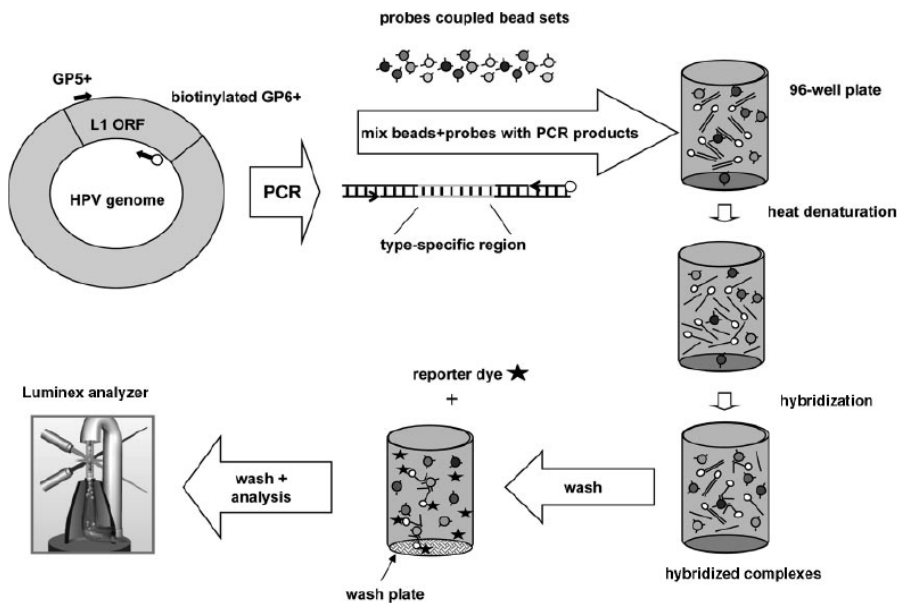 probes coupled bead sets
GP5+
biotinylated GP6+
96-well plate
L1 ORF
mix beads+probes with PCR products
PCR
HPV genome
heat denaturation
type-specific region
reporter dye
+
Luminex analyzer
hybridization
wash +
analysis
wash
wash plate
hybridized complexes